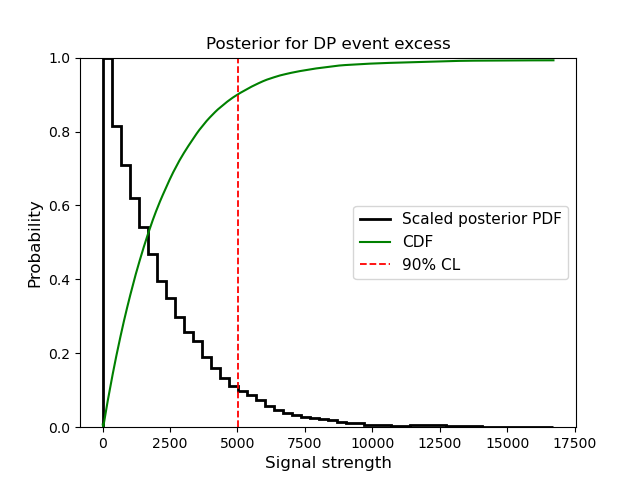 Posterior for DP event excess
1.0
0.8
0.6
0.4
0.2
0.0
Probability
Scaled posterior PDF
CDF
90% CL
0 2500 5000 7500 10000 12500 15000 17500
Signal strength